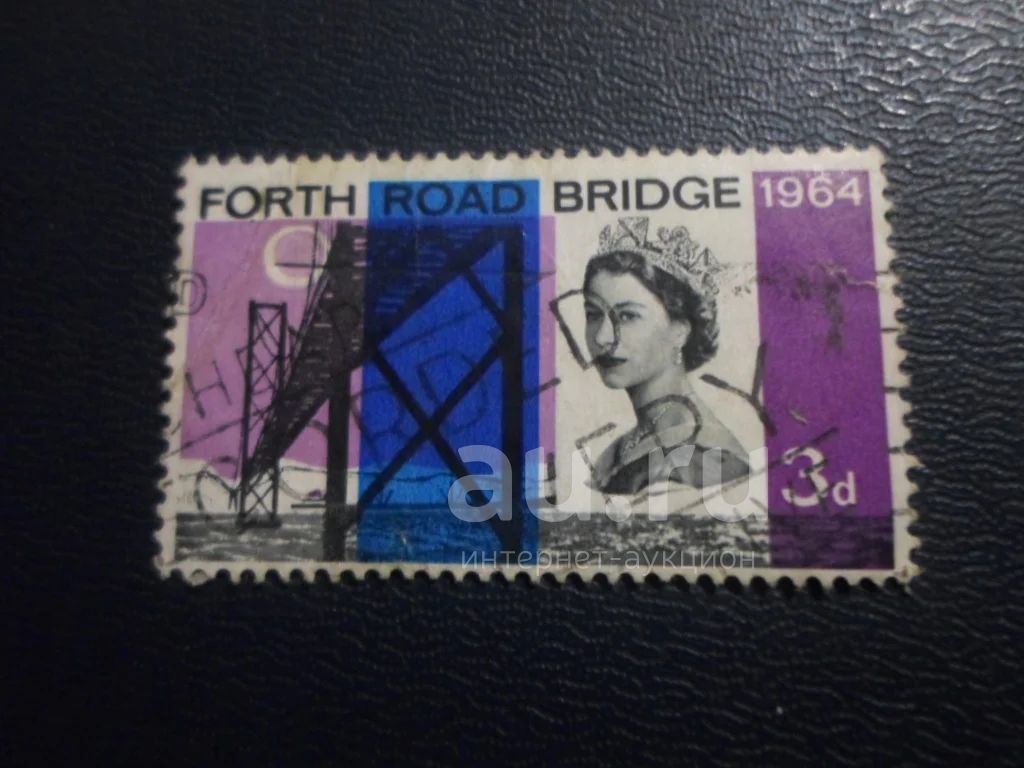 FORTH ROAD BRIDGE 1964
3d
au.ru
интернет-аукцион